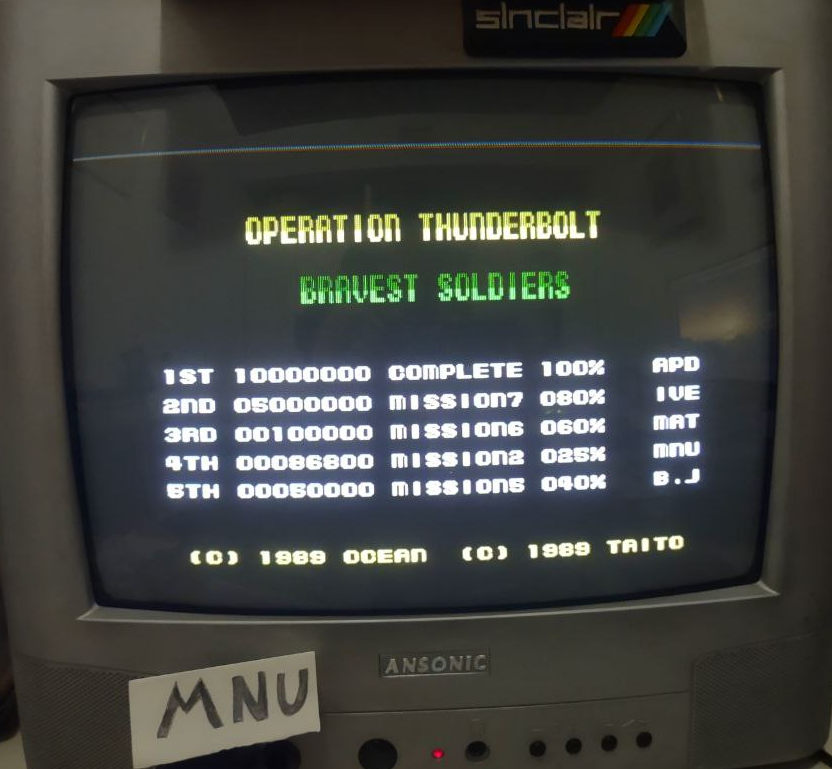 sinclair
OPERATION THUNDERBOLT
BRAVEST SOLDIERS
1ST 10000000 COMPLETE 100% APD
2ND 05000000 MISSION7 080% IVE
3RD 00100000 MISSION6 060% MAT
4TH 00086800 MISSION2 025% MNU
5TH 00050000 MISSION5 040% B.J
(C) 1989 OCEAN (C) 1989 TAITO
ANSONIC
MNU